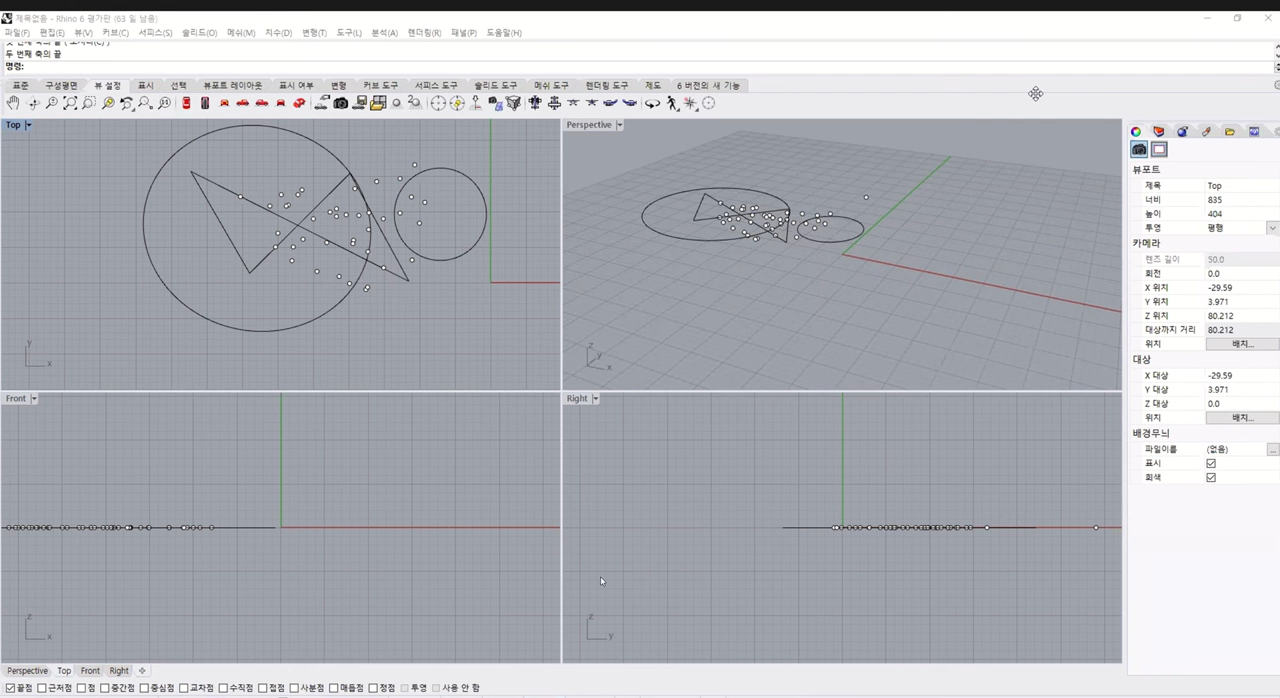 제목없음 - Rhino 6 평가판 (63 일 남음)
파일(F) 편집(E) 뷰(V) 커브(C) 서피스(S) 솔리드(O) 메쉬(M) 치수(D) 변형(T) 도구(L) 분석(A) 렌더링(R) 패널(P) 도움말(H)
두 번째 축의 끝
명령:
표준 구성평면 뷰 설정 표시 선택 뷰포트 레이아웃 표시 여부 변형 커브 도구 서피스 도구 솔리드 도구 메쉬 도구 렌더링 도구 제도 6 버전의 새 기능
Top
Perspective
y
x
z
y
x
Front
Right
z
x
z
y
뷰포트
제목 Top
너비 835
높이 404
투영 평행
카메라
렌즈 길이 50.0
회전 0.0
X 위치 -29.59
Y 위치 3.971
Z 위치 80.212
대상까지 거리 80.212
위치 배치...
대상
X 대상 -29.59
Y 대상 3.971
Z 대상 0.0
위치 배치...
배경무늬
파일이름 (없음) ...
표시
회색
Perspective Top Front Right
끝점 근처점 점 중간점 중심점 교차점 수직점 접점 사분점 매듭점 정점 투영 사용 안 함